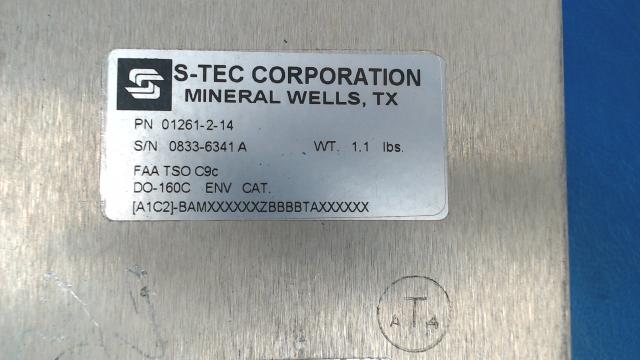 S-TEC CORPORATION
MINERAL WELLS, TX
PN 01261-2-14
S/N 0833-6341 A WT. 1.1 lbs.
FAA TSO C9c
DO-160C ENV CAT.
[A1C2]-BAMXXXXXXZBBBBTAXXXXXX
T
A A